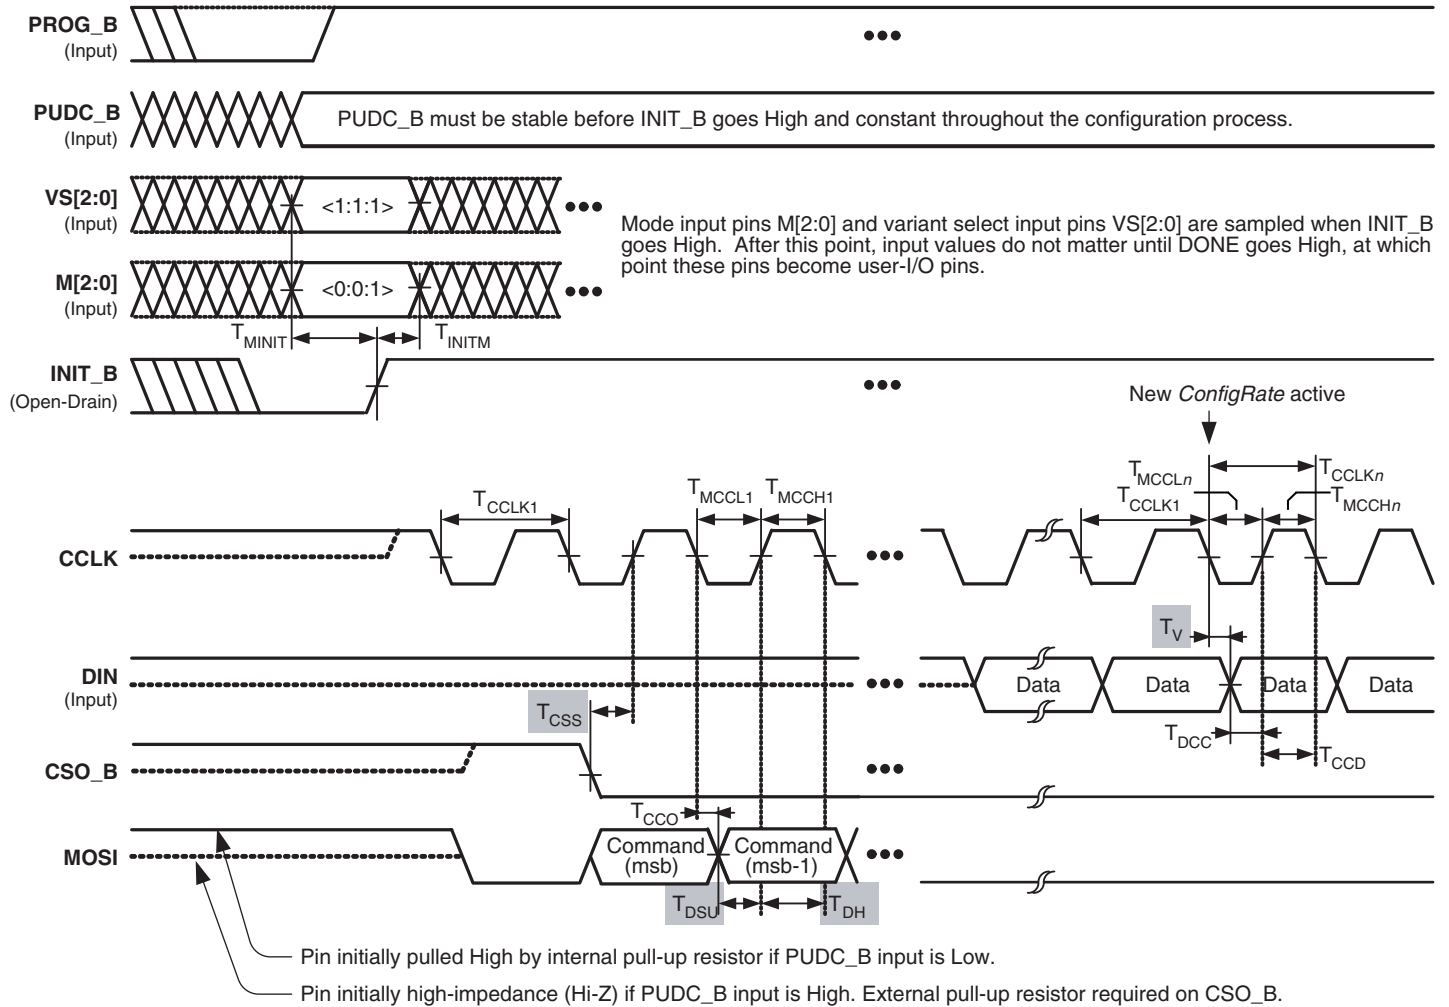 PROG_B
(Input)
PUDC_B
(Input)
PUDC_B must be stable before INIT_B goes High and constant throughout the configuration process.
VS[2:0]
(Input)
<1:1:1>
Mode input pins M[2:0] and variant select input pins VS[2:0] are sampled when INIT_B
goes High. After this point, input values do not matter until DONE goes High, at which
point these pins become user-I/O pins.
M[2:0]
(Input)
<0:0:1>
TMINIT
TINITM
INIT_B
(Open-Drain)
New ConfigRate active
TMCCLn
TCCLKn
TCCLK1
TMCCL1
TMCCH1
TCCLK1
TMCCHn
CCLK
TV
DIN
(Input)
Data
Data
Data
Data
TCSS
TDCC
TCCD
CSO_B
TCCO
MOSI
Command
(msb)
Command
(msb-1)
TDSU
TDH
Pin initially pulled High by internal pull-up resistor if PUDC_B input is Low.
Pin initially high-impedance (Hi-Z) if PUDC_B input is High. External pull-up resistor required on CSO_B.